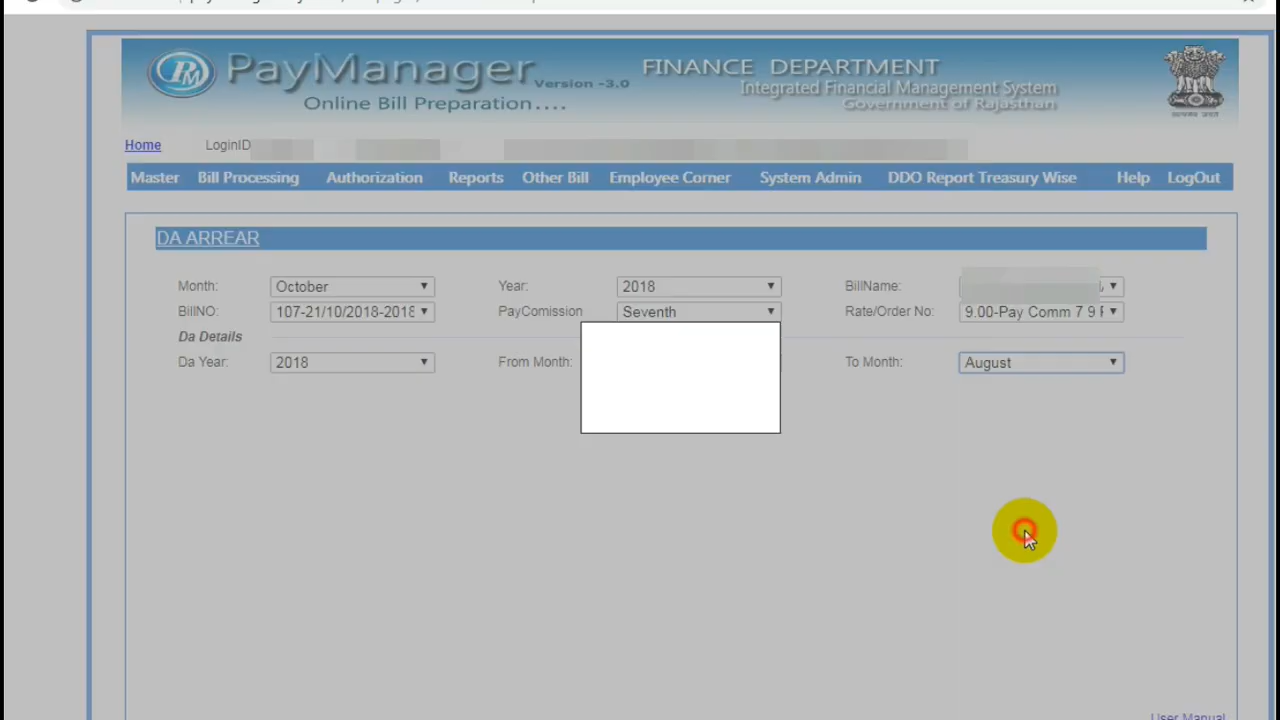 PayManager Version -3.0
Online Bill Preparation....
FINANCE DEPARTMENT
Integrated Financial Management System
Government of Rajasthan
Home LoginID
Master Bill Processing Authorization Reports Other Bill Employee Corner System Admin DDO Report Treasury Wise Help LogOut
DA ARREAR
Month: October Year: 2018 BillName:
BillNO: 107-21/10/2018-2018 PayComission Seventh Rate/Order No: 9.00-Pay Comm 7 9
Da Details
Da Year: 2018 From Month: To Month: August
User Manual